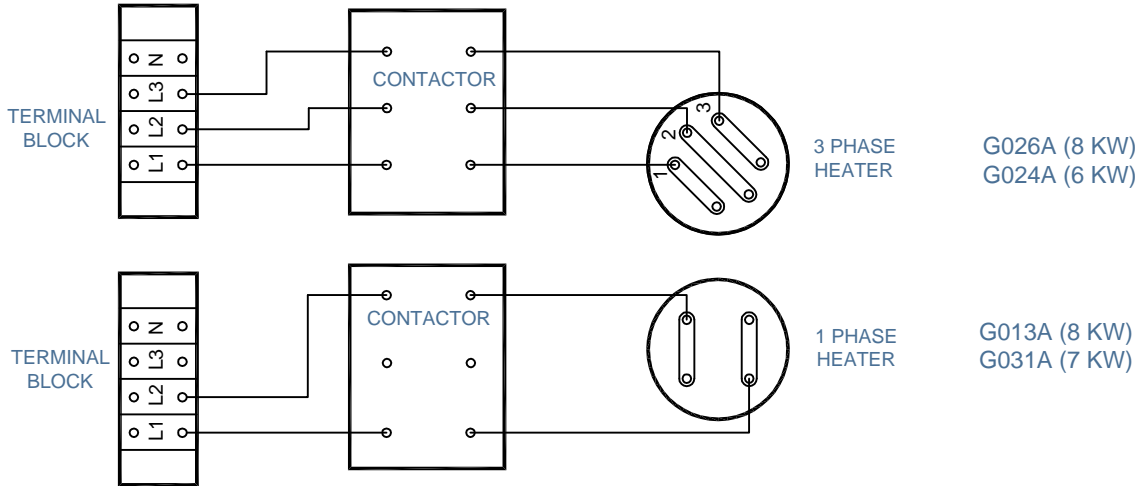 N
L3
L2
L1
TERMINAL
BLOCK
CONTACTOR
1
2
3
3 PHASE
HEATER
G026A (8 KW)
G024A (6 KW)
N
L3
L2
L1
TERMINAL
BLOCK
CONTACTOR
1 PHASE
HEATER
G013A (8 KW)
G031A (7 KW)